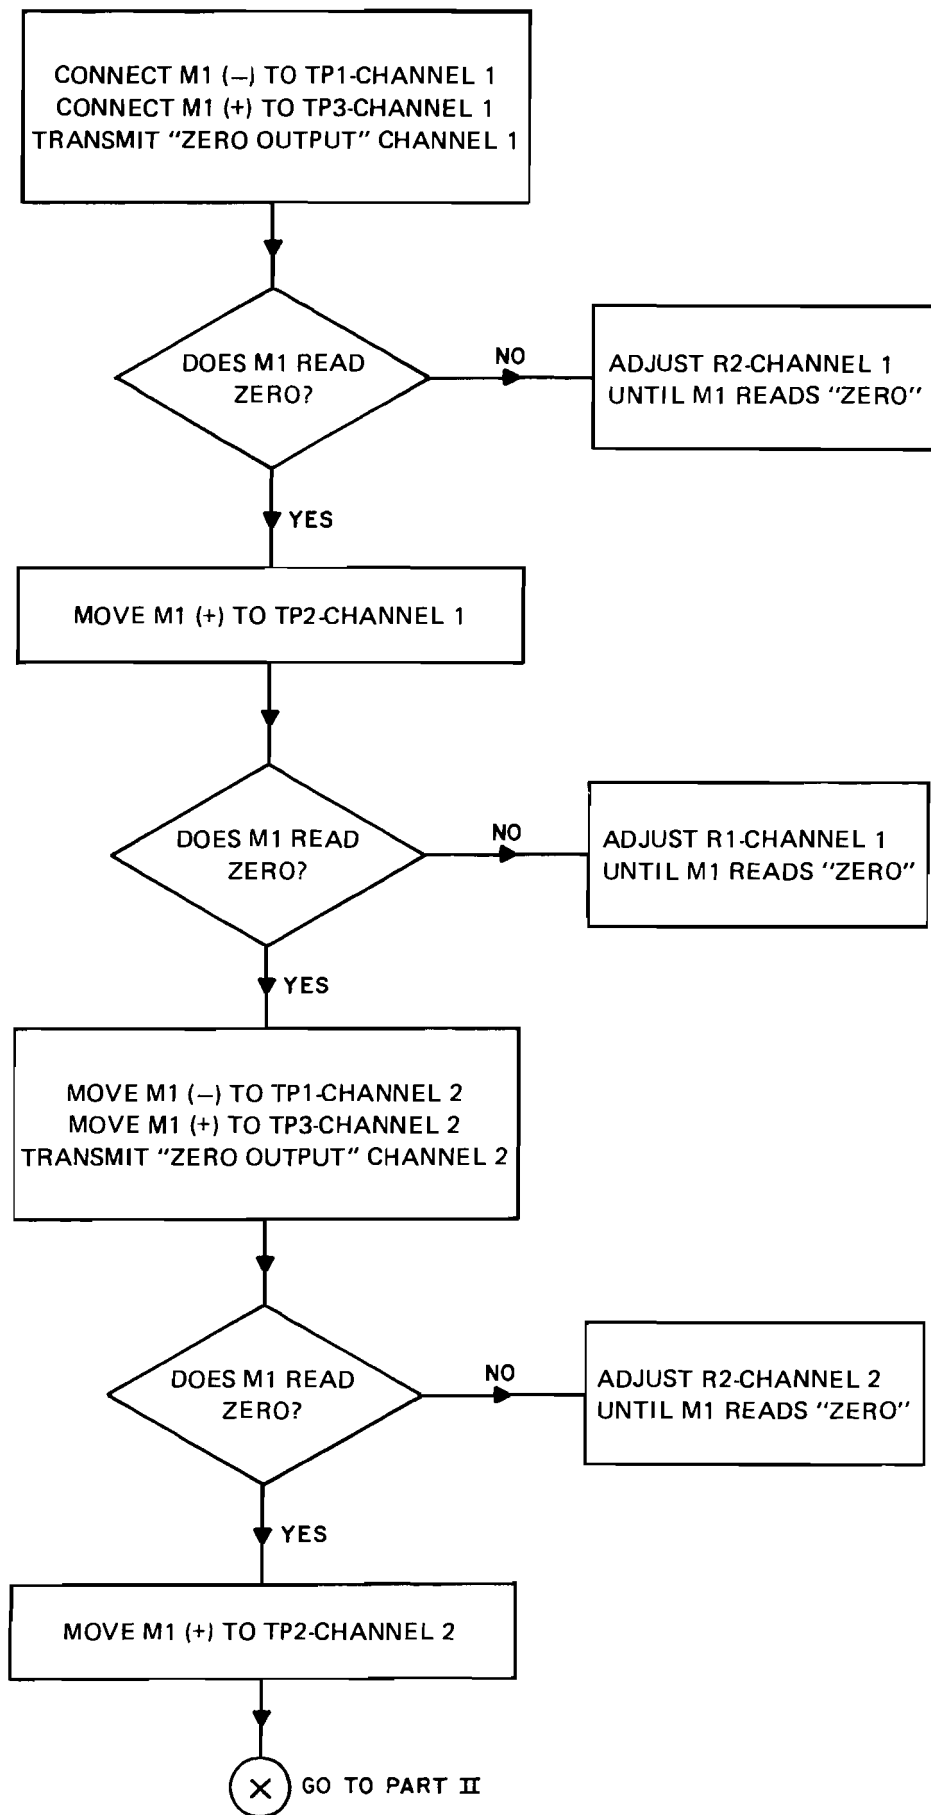 CONNECT M1 (—) TO TP1-CHANNEL 1
CONNECT M1 (+) TO TP3-CHANNEL 1
TRANSMIT "ZERO OUTPUT" CHANNEL 1
DOES M1 READ
ZERO?
NO
ADJUST R2-CHANNEL 1
UNTIL M1 READS "ZERO"
YES
MOVE M1 (+) TO TP2-CHANNEL 1
DOES M1 READ
ZERO?
NO
ADJUST R1-CHANNEL 1
UNTIL M1 READS "ZERO"
YES
MOVE M1 (—) TO TP1-CHANNEL 2
MOVE M1 (+) TO TP3-CHANNEL 2
TRANSMIT "ZERO OUTPUT" CHANNEL 2
DOES M1 READ
ZERO?
NO
ADJUST R2-CHANNEL 2
UNTIL M1 READS "ZERO"
YES
MOVE M1 (+) TO TP2-CHANNEL 2
X GO TO PART II